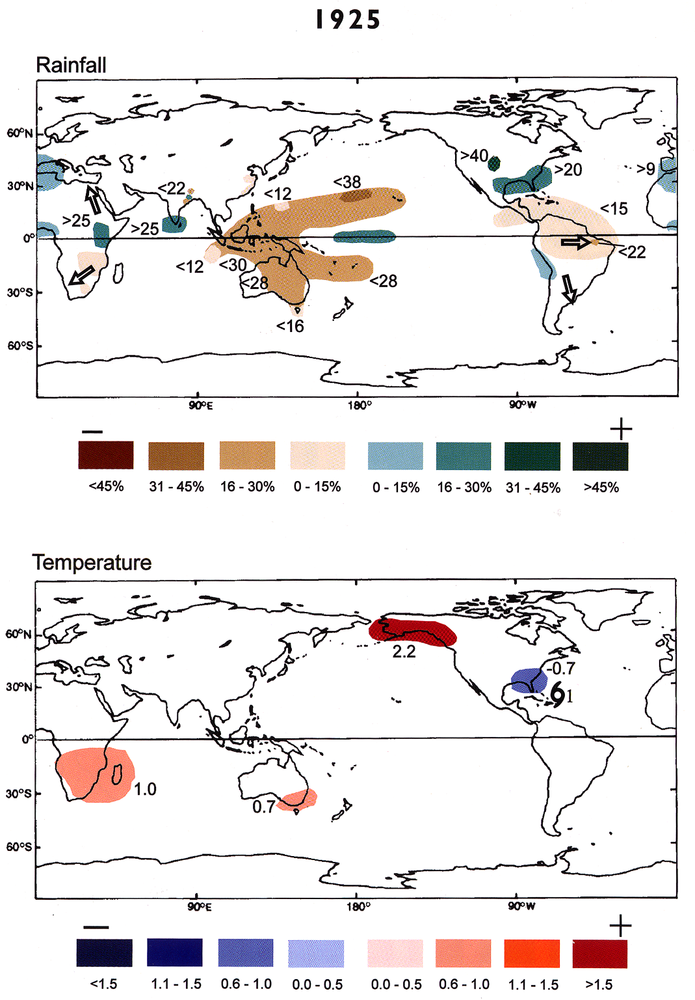 1925
Rainfall
60°N
30°N
0°
30°S
60°S
>40
>20
>9
<22
<12
<38
>25
>25
<15
<22
<12
<30
<28
<28
<16
90°E
180°
90°W
−
+
<45%
31 - 45%
16 - 30%
0 - 15%
0 - 15%
16 - 30%
31 - 45%
>45%
Temperature
60°N
30°N
0°
30°S
60°S
2.2
-0.7
1
1.0
0.7
90°E
180°
90°W
−
+
<1.5
1.1 - 1.5
0.6 - 1.0
0.0 - 0.5
0.0 - 0.5
0.6 - 1.0
1.1 - 1.5
>1.5